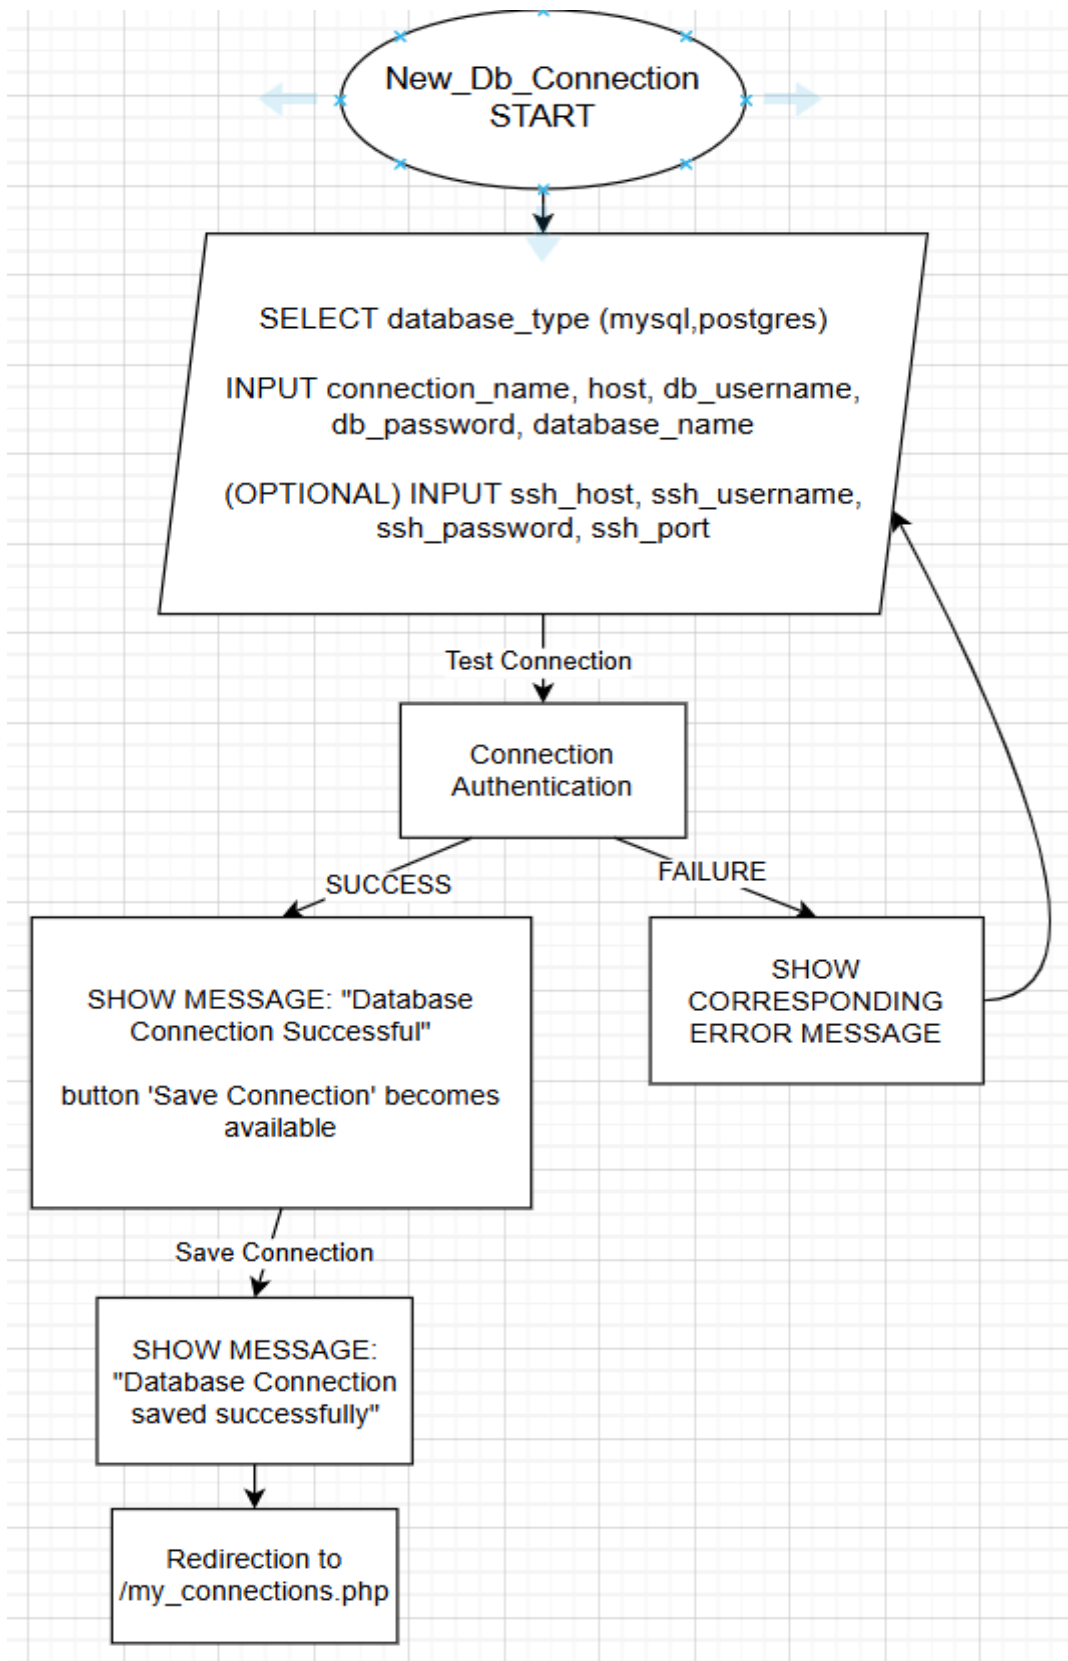 New_Db_Connection
START
SELECT database_type (mysql,postgres)
INPUT connection_name, host, db_username,
db_password, database_name
(OPTIONAL) INPUT ssh_host, ssh_username,
ssh_password, ssh_port
Test Connection
Connection
Authentication
SUCCESS
FAILURE
SHOW MESSAGE: "Database
Connection Successful"
button 'Save Connection' becomes
available
SHOW
CORRESPONDING
ERROR MESSAGE
Save Connection
SHOW MESSAGE:
"Database Connection
saved successfully"
Redirection to
/my_connections.php